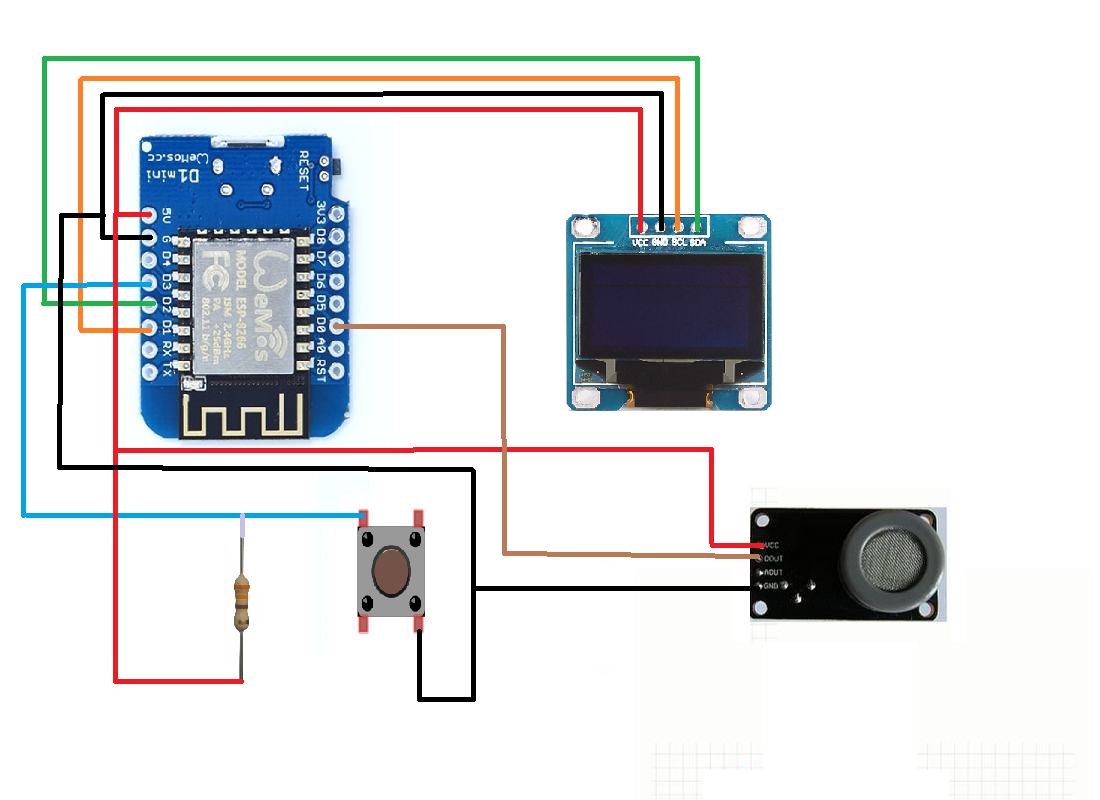 WeMos.cc
D1 mini
RESET
5V
G
D4
D3
D2
D1
RX
TX
3V3
D8
D7
D6
D5
D0
A0
RST
WeMos
MODEL ESP-8266
ISM 2.4GHz
PA +25dBm
802.11b/g/n
FC
VCC GND SCL SDA
VCC
DOUT
AOUT
GND